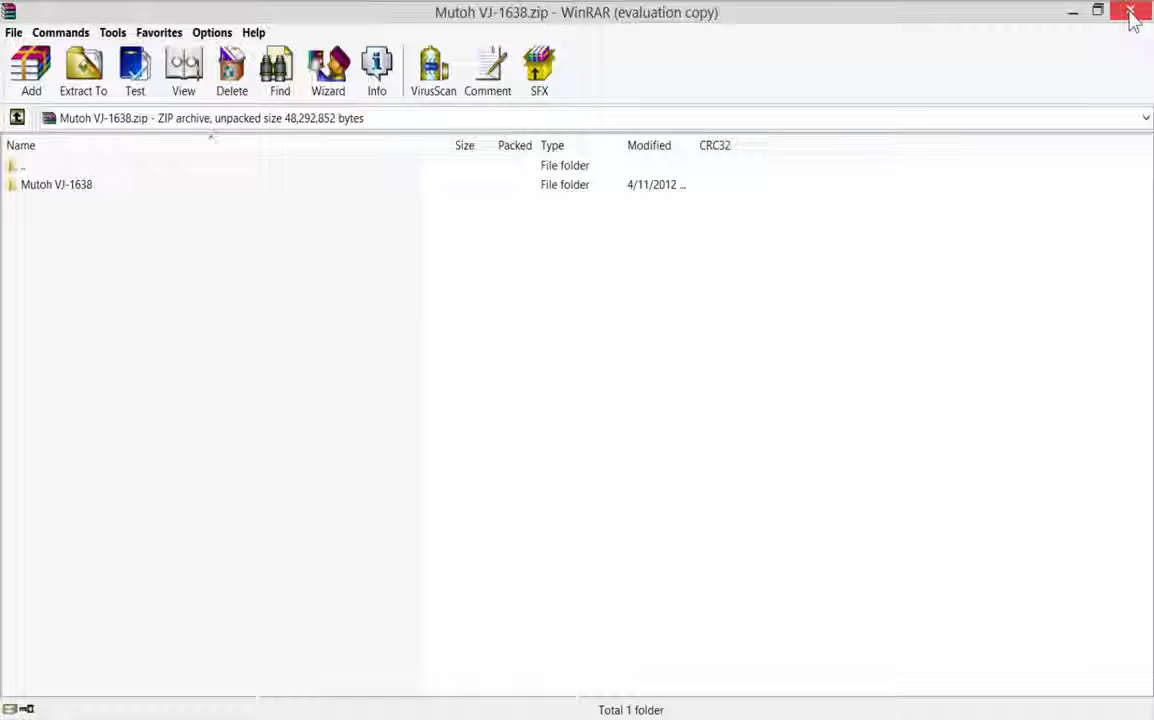 Mutoh VJ-1638.zip - WinRAR (evaluation copy)
File Commands Tools Favorites Options Help
Add Extract To Test View Delete Find Wizard Info VirusScan Comment SFX
Mutoh VJ-1638.zip - ZIP archive, unpacked size 48,292,852 bytes
Name Size Packed Type Modified CRC32
.. File folder
Mutoh VJ-1638 File folder 4/11/2012 ...
Total 1 folder